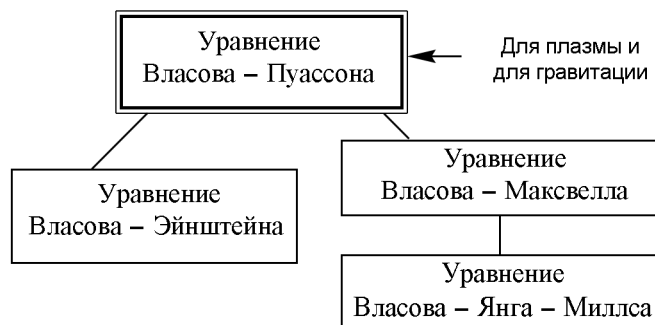 Уравнение
Власова – Пуассона
Для плазмы и
для гравитации
Уравнение
Власова – Эйнштейна
Уравнение
Власова – Максвелла
Уравнение
Власова – Янга – Миллса